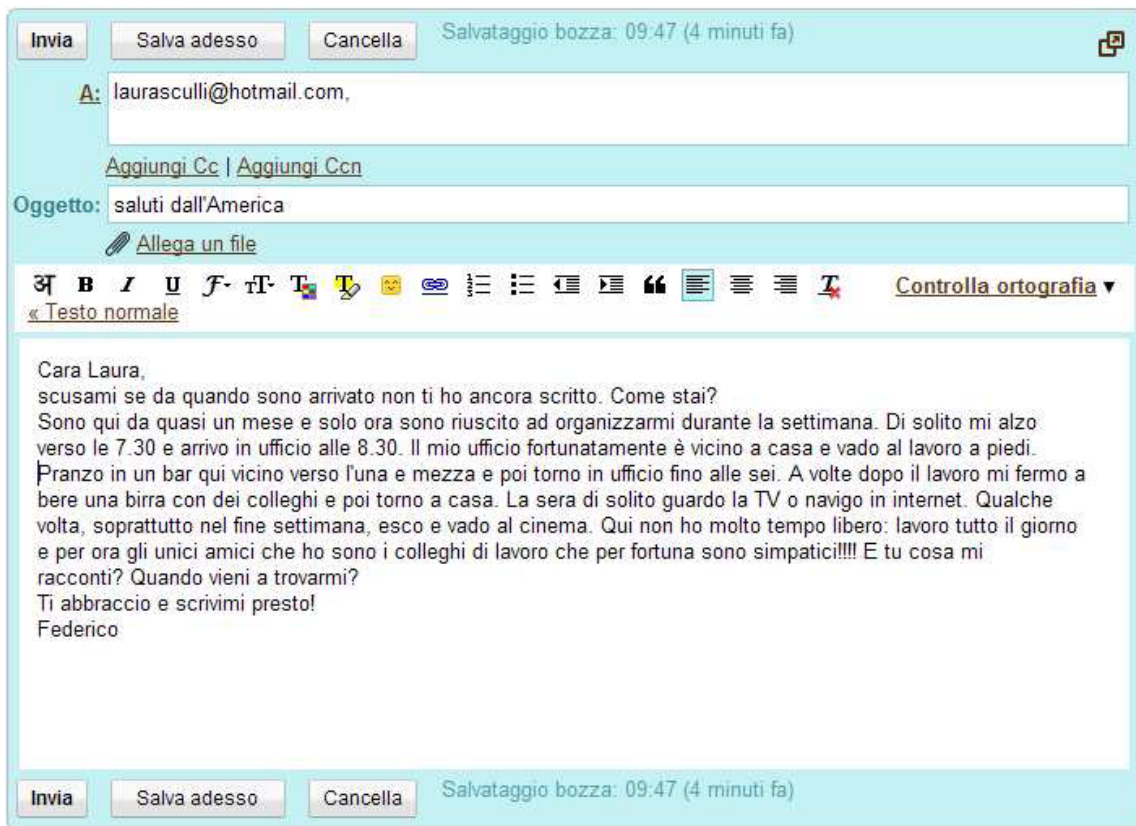 Invia Salva adesso Cancella Salvataggio bozza: 09:47 (4 minuti fa)
A: laurasculli@hotmail.com,
Aggiungi Cc | Aggiungi Ccn
Oggetto: saluti dall'America
Allega un file
अ B I U F TT T T T Controlla ortografia
« Testo normale
Cara Laura,
scusami se da quando sono arrivato non ti ho ancora scritto. Come stai?
Sono qui da quasi un mese e solo ora sono riuscito ad organizzarmi durante la settimana. Di solito mi alzo
verso le 7.30 e arrivo in ufficio alle 8.30. Il mio ufficio fortunatamente è vicino a casa e vado al lavoro a piedi.
Pranzo in un bar qui vicino verso l'una e mezza e poi torno in ufficio fino alle sei. A volte dopo il lavoro mi fermo a
bere una birra con dei colleghi e poi torno a casa. La sera di solito guardo la TV o navigo in internet. Qualche
volta, soprattutto nel fine settimana, esco e vado al cinema. Qui non ho molto tempo libero: lavoro tutto il giorno
e per ora gli unici amici che ho sono i colleghi di lavoro che per fortuna sono simpatici!!!! E tu cosa mi
racconti? Quando vieni a trovarmi?
Ti abbraccio e scrivimi presto!
Federico
Invia Salva adesso Cancella Salvataggio bozza: 09:47 (4 minuti fa)